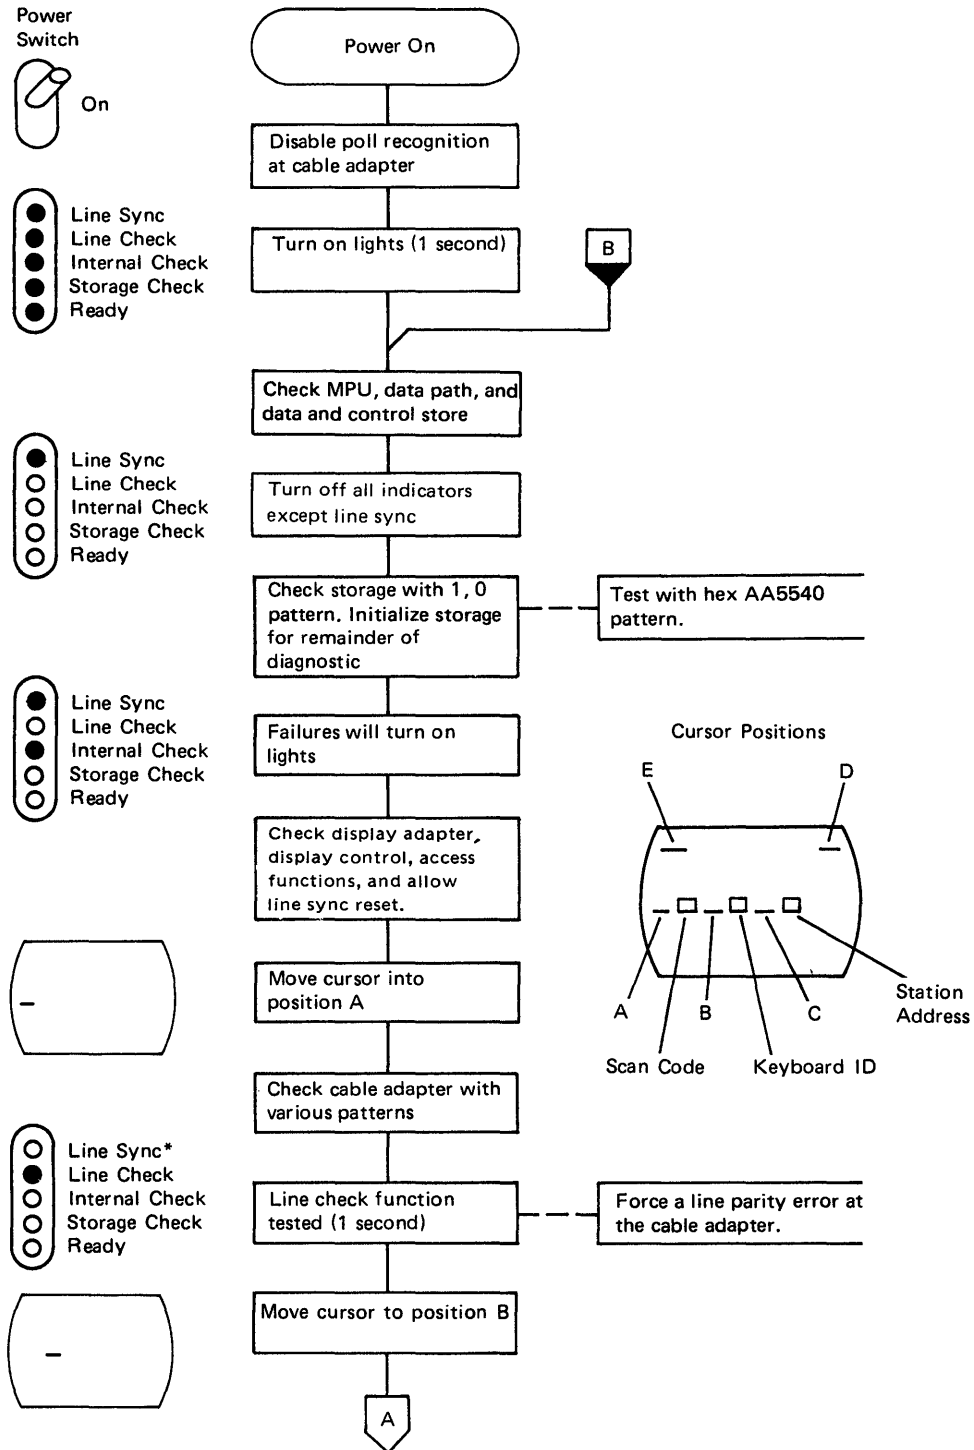 Power
Switch
On
Power On
Disable poll recognition
at cable adapter
Line Sync
Line Check
Internal Check
Storage Check
Ready
Turn on lights (1 second)
B
Check MPU, data path, and
data and control store
Line Sync
Line Check
Internal Check
Storage Check
Ready
Turn off all indicators
except line sync
Check storage with 1, 0
pattern. Initialize storage
for remainder of
diagnostic
Test with hex AA5540
pattern.
Line Sync
Line Check
Internal Check
Storage Check
Ready
Failures will turn on
lights
Check display adapter,
display control, access
functions, and allow
line sync reset.
Cursor Positions
E
D
A
B
C
Station
Address
Scan Code
Keyboard ID
Move cursor into
position A
Check cable adapter with
various patterns
Line Sync*
Line Check
Internal Check
Storage Check
Ready
Line check function
tested (1 second)
Force a line parity error at
the cable adapter.
Move cursor to position B
A